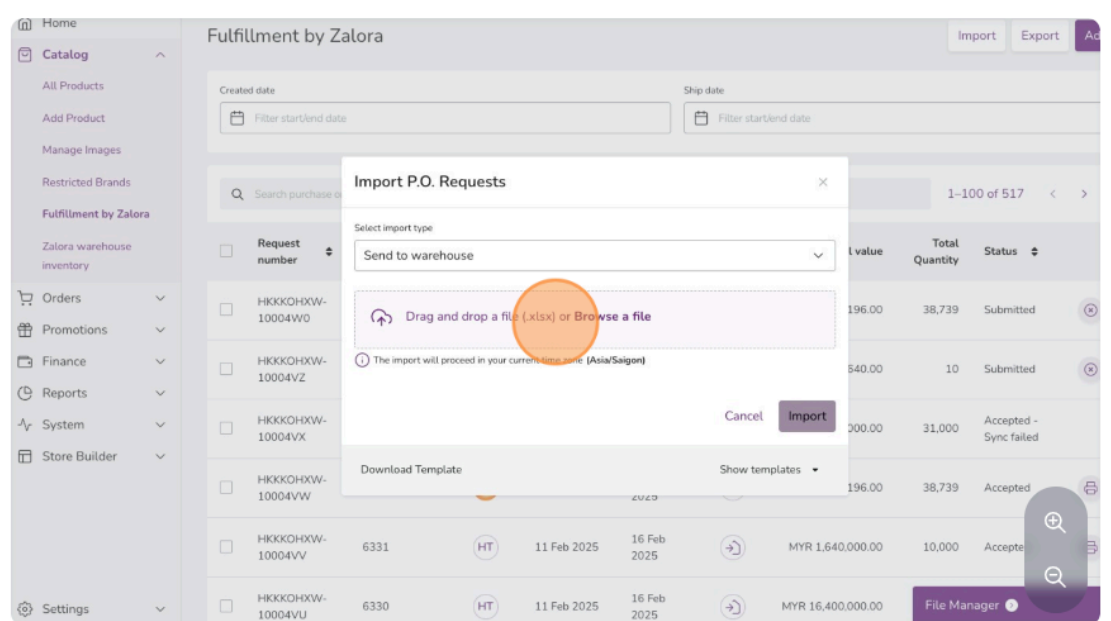 Home
Catalog
All Products
Add Product
Manage Images
Restricted Brands
Fulfillment by Zalora
Zalora warehouse
inventory
Orders
Promotions
Finance
Reports
System
Store Builder
Settings
Fulfillment by Zalora
Import Export
Created date
Filter start/end date
Ship date
Filter start/end date
Search purchase
1–100 of 517
Request
number
value
Total
Quantity
Status
HKKKOHXW-
10004W0
196.00
38,739
Submitted
HKKKOHXW-
10004VZ
640.00
10
Submitted
HKKKOHXW-
10004VX
000.00
31,000
Accepted -
Sync failed
HKKKOHXW-
10004VW
2025
196.00
38,739
Accepted
HKKKOHXW-
10004VV
6331
HT
11 Feb 2025
16 Feb
2025
MYR 1,640,000.00
10,000
Accepte
HKKKOHXW-
10004VU
6330
HT
11 Feb 2025
16 Feb
2025
MYR 16,400,000.00
Import P.O. Requests
Select import type
Send to warehouse
Drag and drop a file (.xlsx) or Browse a file
The import will proceed in your current time zone (Asia/Saigon)
Cancel
Import
Download Template
Show templates
File Manager